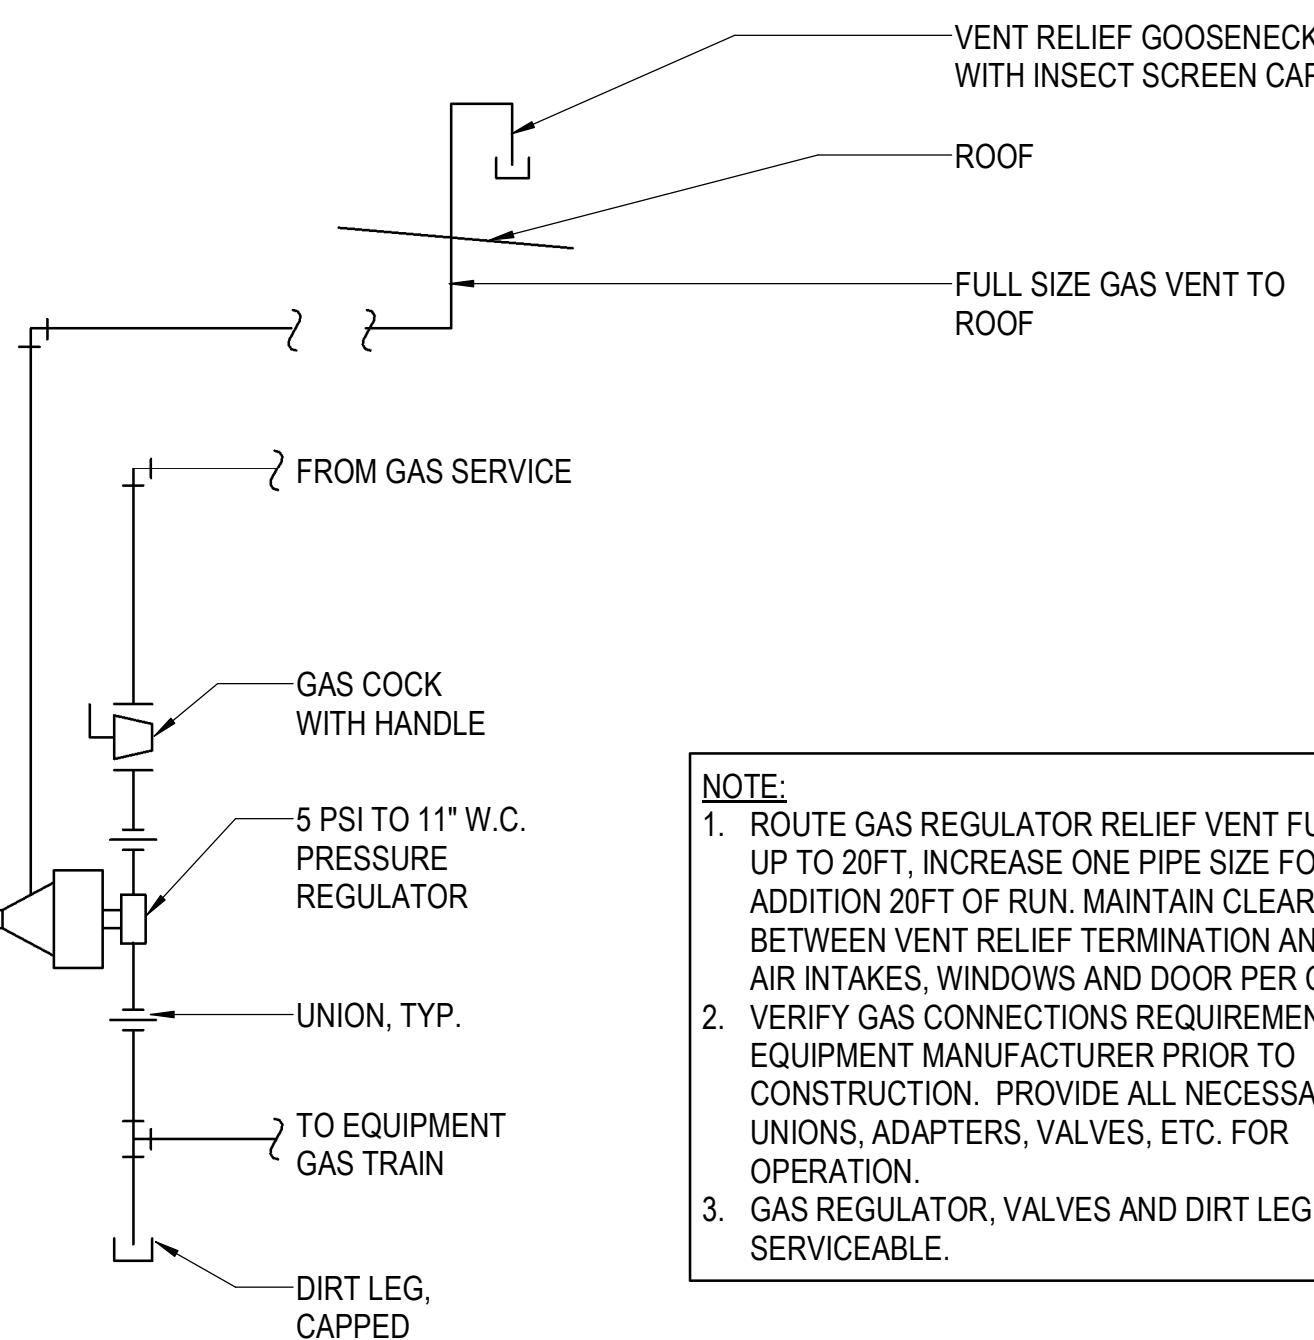 VENT RELIEF GOOSENECK
WITH INSECT SCREEN CAP
ROOF
FULL SIZE GAS VENT TO
ROOF
FROM GAS SERVICE
GAS COCK
WITH HANDLE
5 PSI TO 11" W.C.
PRESSURE
REGULATOR
UNION, TYP.
TO EQUIPMENT
GAS TRAIN
DIRT LEG,
CAPPED
NOTE:
1. ROUTE GAS REGULATOR RELIEF VENT
UP TO 20FT, INCREASE ONE PIPE SIZE
ADDITION 20FT OF RUN. MAINTAIN
BETWEEN VENT RELIEF TERMINATION
AIR INTAKES, WINDOWS AND DOOR PER
2. VERIFY GAS CONNECTIONS
EQUIPMENT MANUFACTURER PRIOR TO
CONSTRUCTION. PROVIDE ALL
UNIONS, ADAPTERS, VALVES, ETC. FOR
OPERATION.
3. GAS REGULATOR, VALVES AND DIRT LEG
SERVICEABLE.